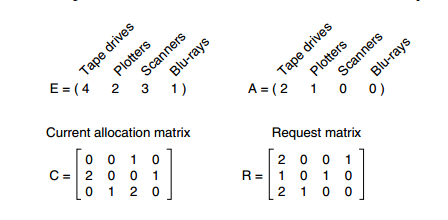 Tape drives Plotters Scanners Blu-rays
E = ( 4 2 3 1 )
Tape drives Plotters Scanners Blu-rays
A = ( 2 1 0 0 )
Current allocation matrix
C =
0 0 1 0
2 0 0 1
0 1 2 0
Request matrix
R =
2 0 0 1
1 0 1 0
2 1 0 0